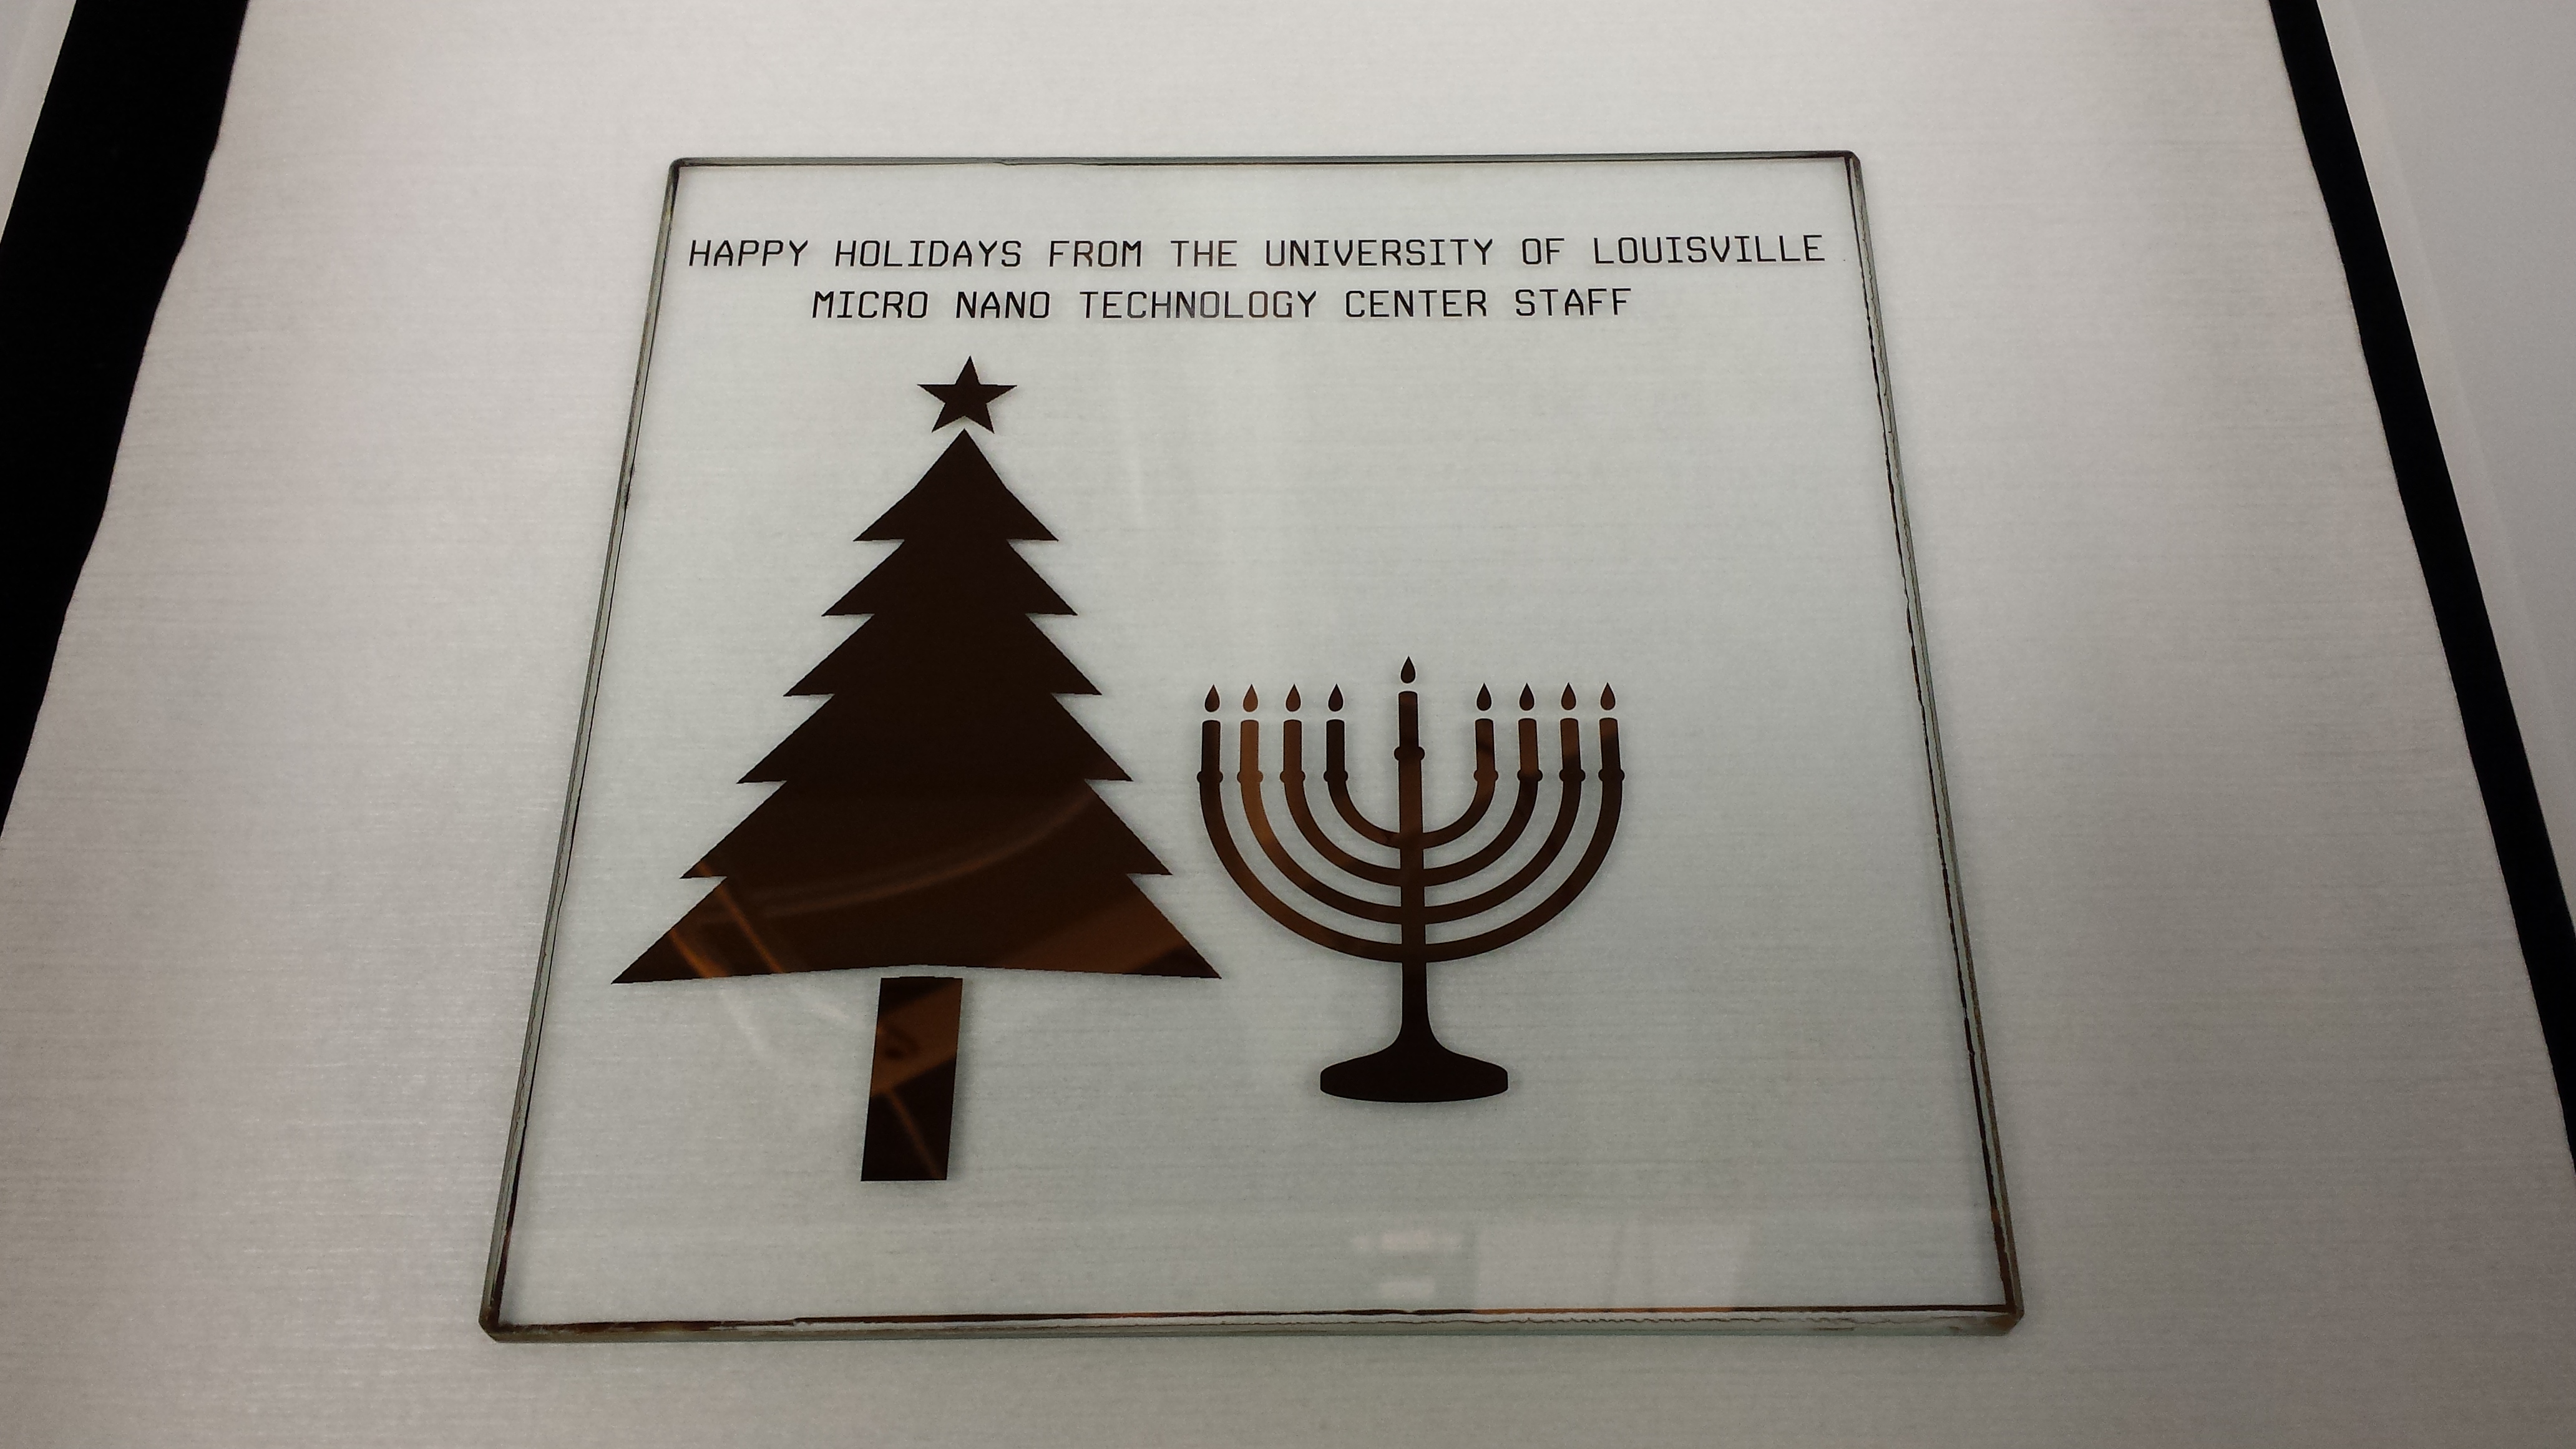 HAPPY HOLIDAYS FROM THE UNIVERSITY OF LOUISVILLE
MICRO NANO TECHNOLOGY CENTER STAFF